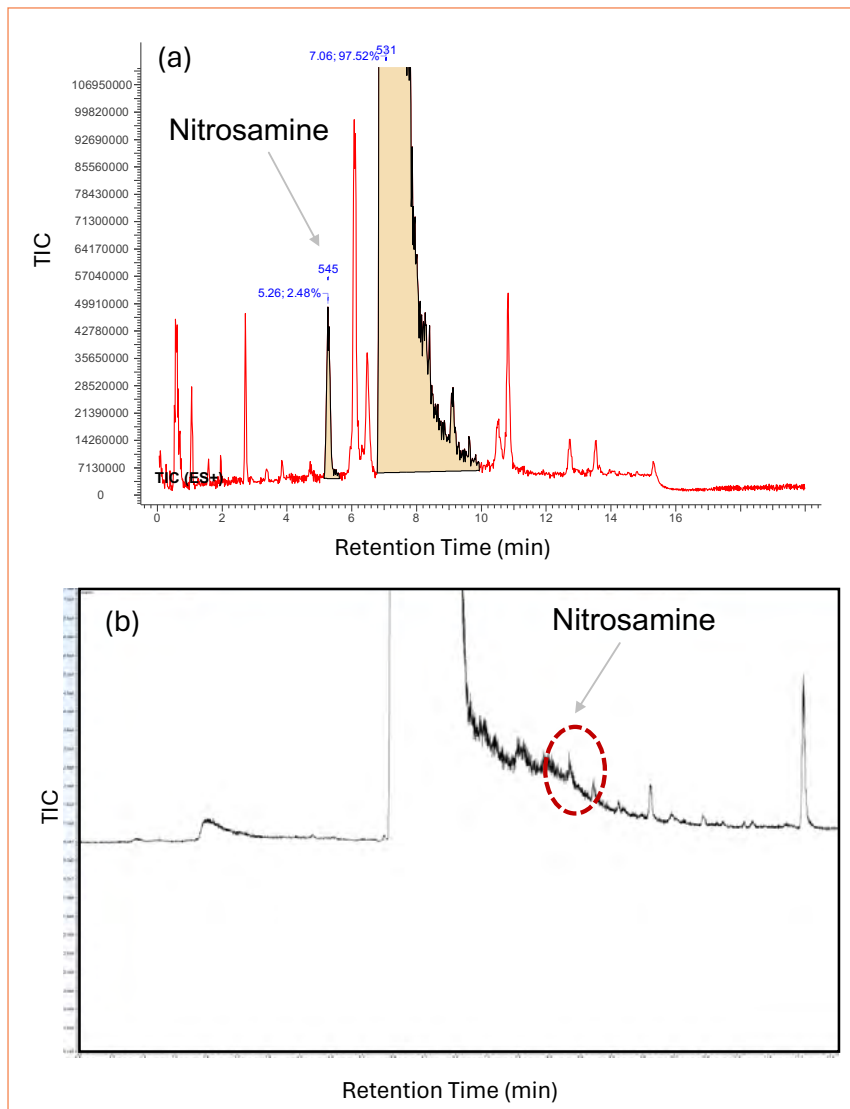 (a)
531
7.06; 97.52%
Nitrosamine
545
5.26; 2.48%
TIC
106950000
99820000
92690000
85560000
78430000
71300000
64170000
57040000
49910000
42780000
35650000
28520000
21390000
14260000
7130000
0
TIC (ES+)
0 2 4 6 8 10 12 14 16
Retention Time (min)
(b)
Nitrosamine
TIC
Retention Time (min)